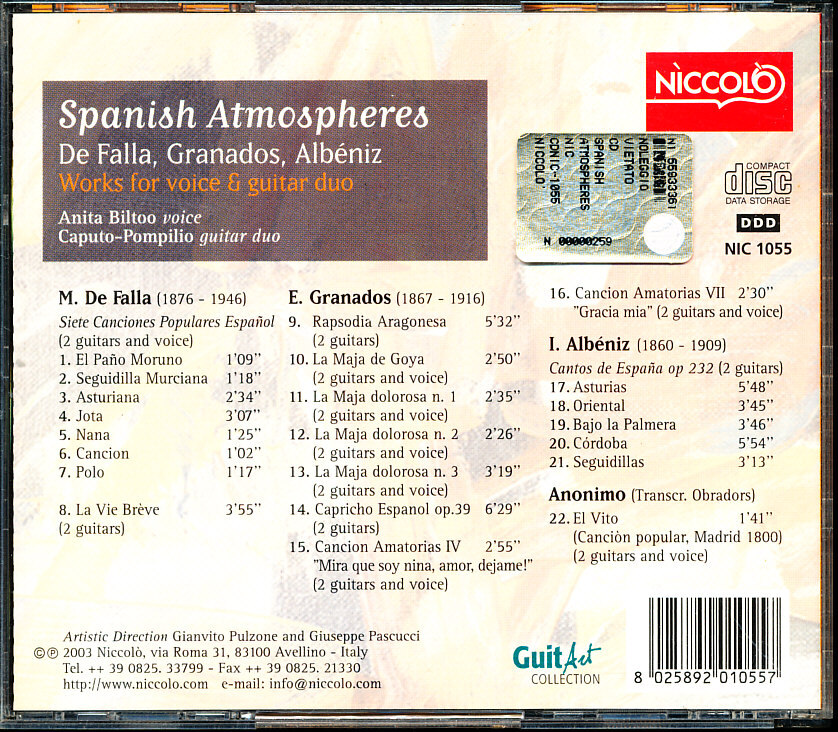 Spanish Atmospheres
De Falla, Granados, Albéniz
Works for voice & guitar duo
Anita Biltoo voice
Caputo-Pompilio guitar duo
NÌCCOLÒ
NI 55933361
NOLEGGIO
VIETATO
CD
SPANISH
ATMOSPHERES
NIC
CDNIC-1055
NICCOLO'
N 00000259
COMPACT
disc
DATA STORAGE
DDD
NIC 1055
M. De Falla (1876 - 1946)
Siete Canciones Populares Español
(2 guitars and voice)
1. El Paño Moruno 1'09"
2. Seguidilla Murciana 1'18"
3. Asturiana 2'34"
4. Jota 3'07"
5. Nana 1'25"
6. Cancion 1'02"
7. Polo 1'17"
8. La Vie Brève 3'55"
(2 guitars)
E. Granados (1867 - 1916)
9. Rapsodia Aragonesa 5'32"
(2 guitars)
10. La Maja de Goya 2'50"
(2 guitars and voice)
11. La Maja dolorosa n. 1 2'35"
(2 guitars and voice)
12. La Maja dolorosa n. 2 2'26"
(2 guitars and voice)
13. La Maja dolorosa n. 3 3'19"
(2 guitars and voice)
14. Capricho Espanol op.39 6'29"
(2 guitars)
15. Cancion Amatorias IV 2'55"
"Mira que soy nina, amor, dejame!"
(2 guitars and voice)
16. Cancion Amatorias VII 2'30"
"Gracia mia" (2 guitars and voice)
I. Albéniz (1860 - 1909)
Cantos de España op 232 (2 guitars)
17. Asturias 5'48"
18. Oriental 3'45"
19. Bajo la Palmera 3'46"
20. Córdoba 5'54"
21. Seguidillas 3'13"
Anonimo (Transcr. Obradors)
22. El Vito 1'41"
(Canciòn popular, Madrid 1800)
(2 guitars and voice)
Artistic Direction Gianvito Pulzone and Giuseppe Pascucci
©℗ 2003 Niccolò, via Roma 31, 83100 Avellino - Italy
Tel. ++ 39 0825. 33799 - Fax ++ 39 0825. 21330
http://www.niccolo.com e-mail: info@niccolo.com
GuitArt
COLLECTION
8 025892 010557